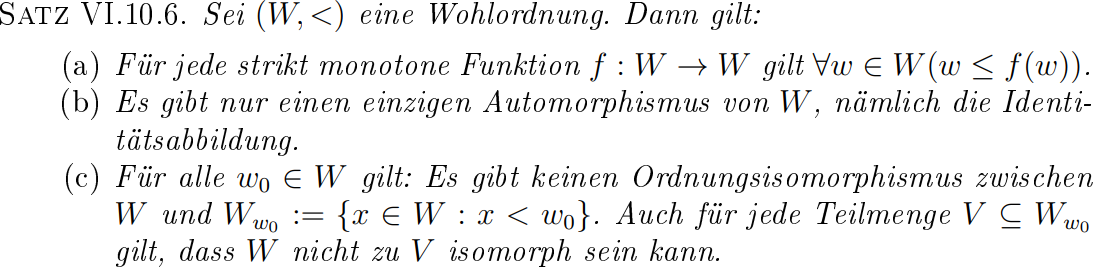 SATZ VI.10.6. Sei (W, <) eine Wohlordnung. Dann gilt:
(a) Für jede strikt monotone Funktion f : W → W gilt ∀w ∈ W(w ≤ f(w)).
(b) Es gibt nur einen einzigen Automorphismus von W, nämlich die Identi-
tätsabbildung.
(c) Für alle w₀ ∈ W gilt: Es gibt keinen Ordnungsisomorphismus zwischen
W und W_{w₀} := {x ∈ W : x < w₀}. Auch für jede Teilmenge V ⊆ W_{w₀}
gilt, dass W nicht zu V isomorph sein kann.